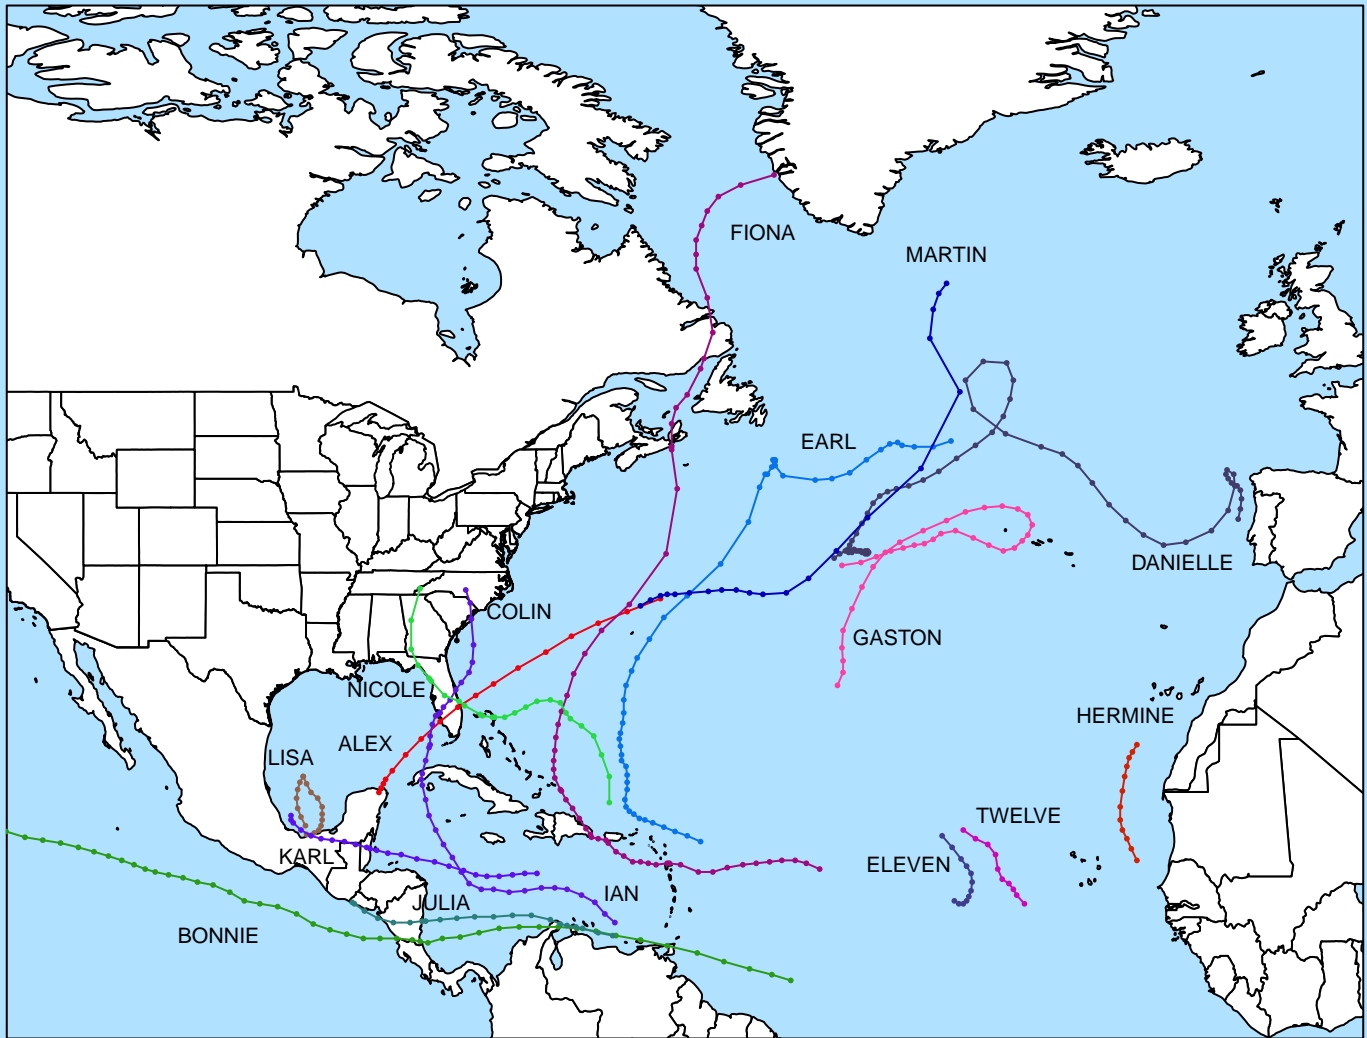 FIONA
MARTIN
EARL
DANIELLE
COLIN
GASTON
NICOLE
HERMINE
ALEX
LISA
TWELVE
KARL
ELEVEN
IAN
JULIA
BONNIE